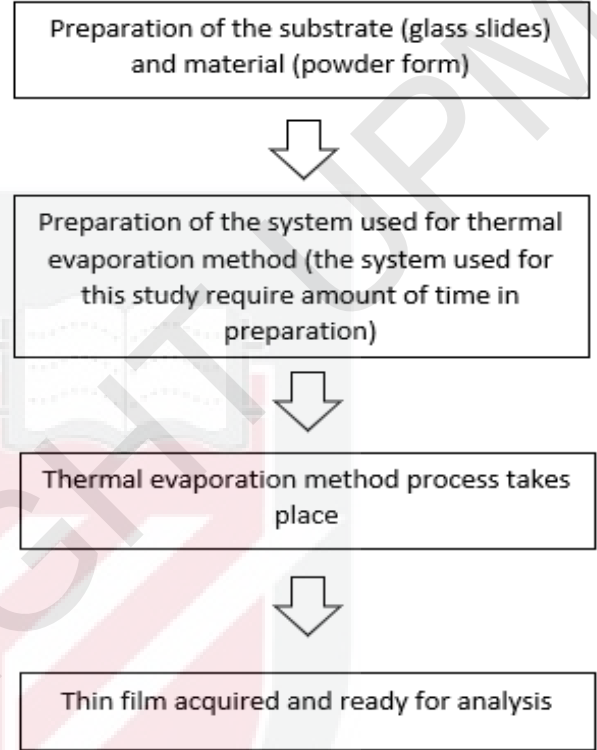 Preparation of the substrate (glass slides)
and material (powder form)
Preparation of the system used for thermal
evaporation method (the system used for
this study require amount of time in
preparation)
Thermal evaporation method process takes
place
Thin film acquired and ready for analysis
GHT UPM